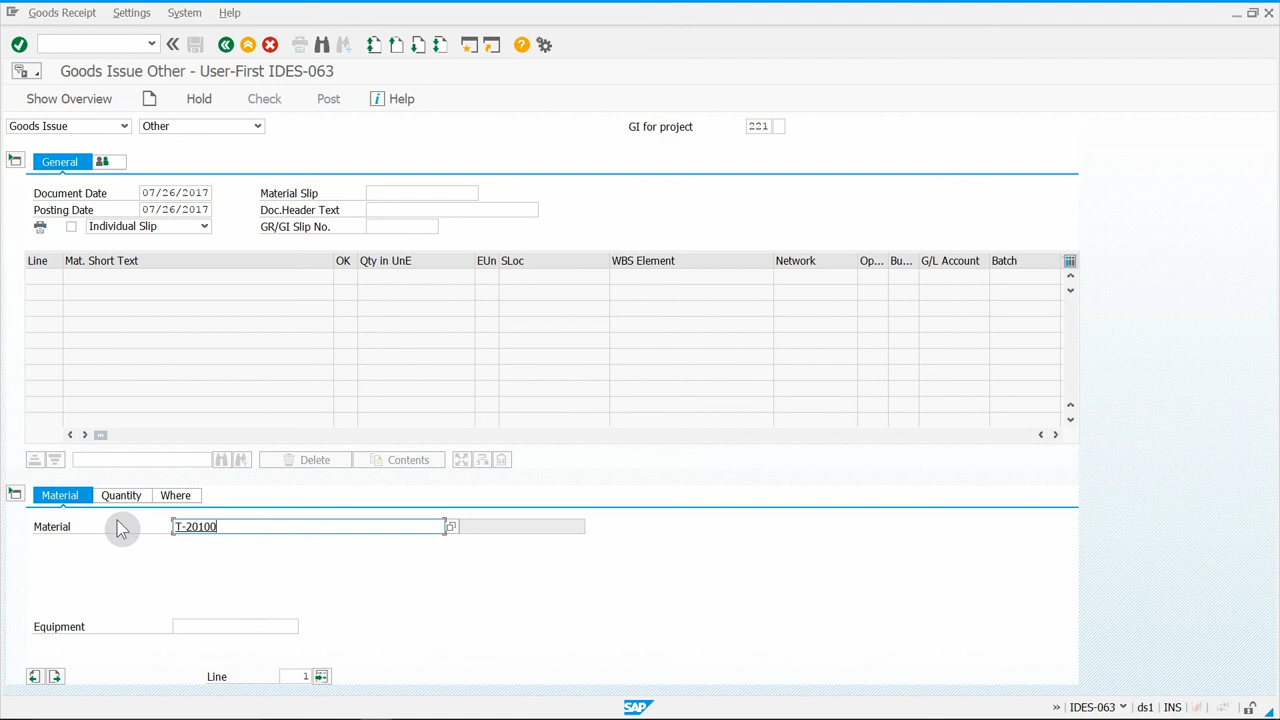 Goods Receipt Settings System Help
Goods Issue Other - User-First IDES-063
Show Overview Hold Check Post Help
Goods Issue Other GI for project 221
General
Document Date 07/26/2017 Material Slip
Posting Date 07/26/2017 Doc.Header Text
Individual Slip GR/GI Slip No.
Line Mat. Short Text OK Qty in UnE EUn SLoc WBS Element Network Op... Bu... G/L Account Batch
Delete Contents
Material Quantity Where
Material T-20100
Equipment
Line 1
SAP » IDES-063 ds1 INS